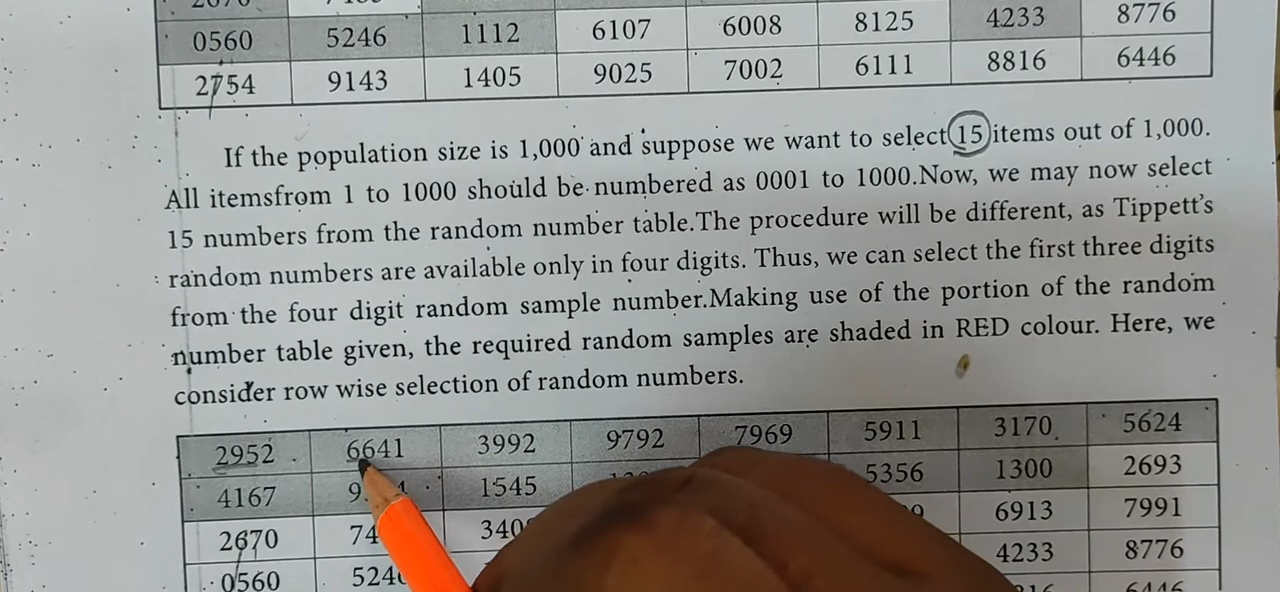 0560 5246 1112 6107 6008 8125 4233 8776
2754 9143 1405 9025 7002 6111 8816 6446
If the population size is 1,000 and suppose we want to select 15 items out of 1,000.
All itemsfrom 1 to 1000 should be numbered as 0001 to 1000.Now, we may now select
15 numbers from the random number table.The procedure will be different, as Tippett's
random numbers are available only in four digits. Thus, we can select the first three digits
from the four digit random sample number.Making use of the portion of the random
number table given, the required random samples are shaded in RED colour. Here, we
consider row wise selection of random numbers.
2952 6641 3992 9792 7969 5911 3170 5624
4167 1545 5356 1300 2693
2670 6913 7991
0560 4233 8776